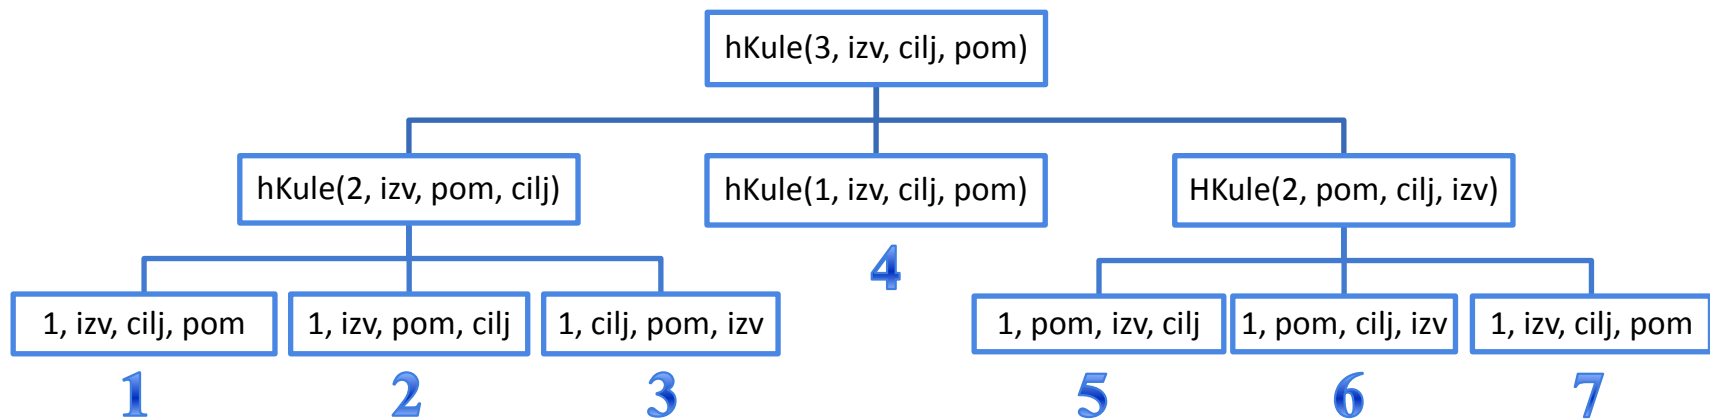 hKule(3, izv, cilj, pom)
hKule(2, izv, pom, cilj)
hKule(1, izv, cilj, pom)
HKule(2, pom, cilj, izv)
4
1, izv, cilj, pom
1, izv, pom, cilj
1, cilj, pom, izv
1, pom, izv, cilj
1, pom, cilj, izv
1, izv, cilj, pom
1
2
3
5
6
7